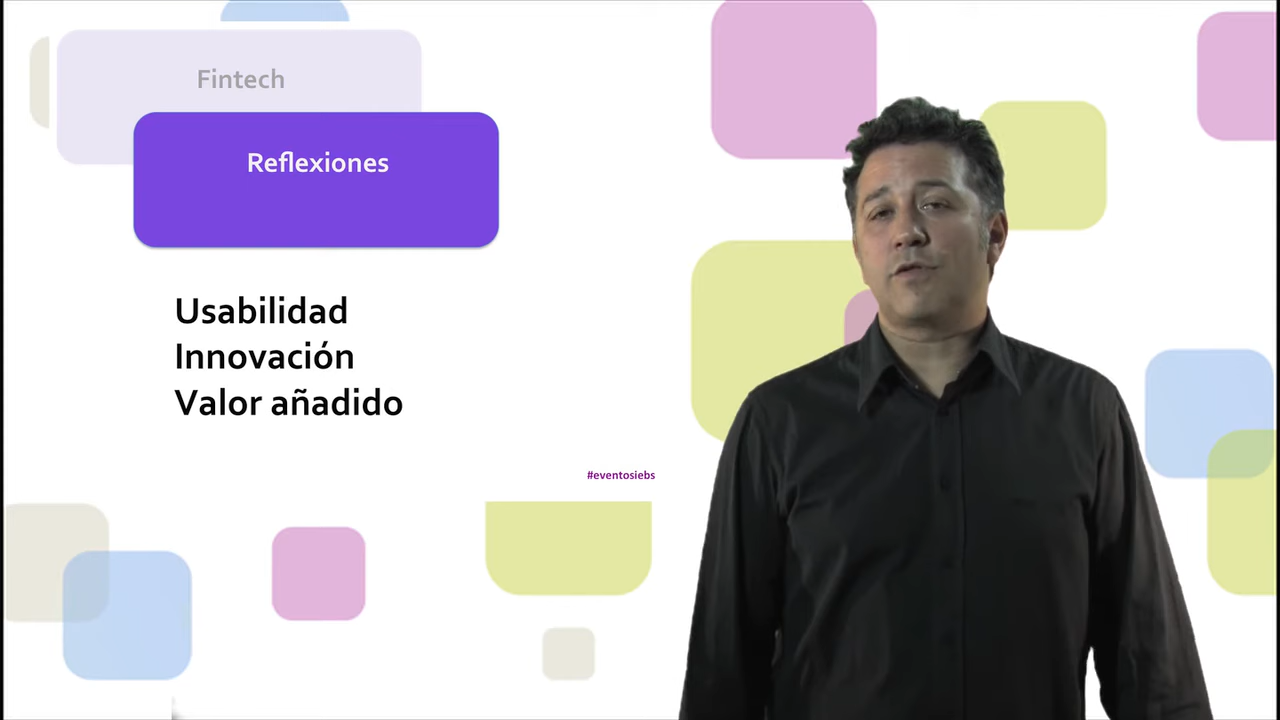 Fintech
Reflexiones
Usabilidad
Innovación
Valor añadido
#eventosiebs